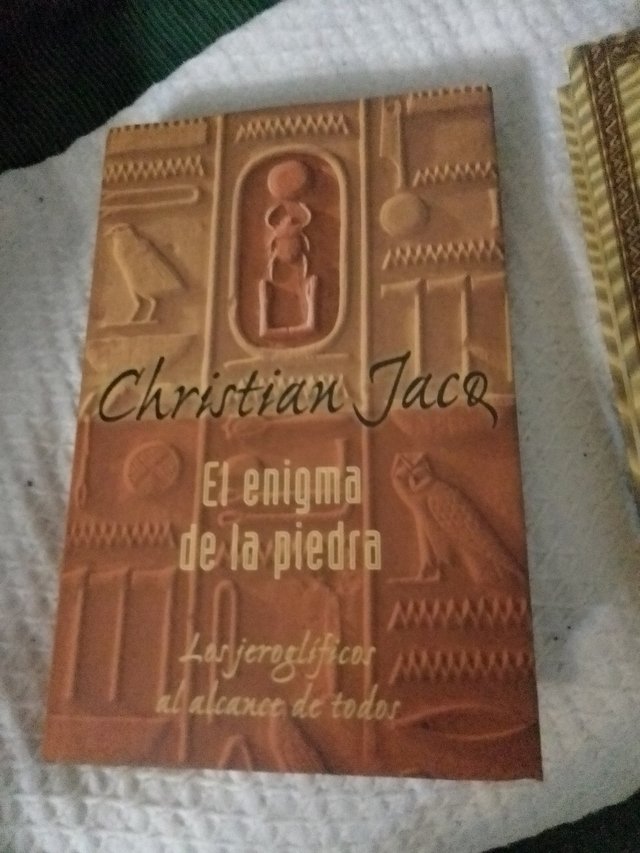 Christian Jacq
El enigma
de la piedra
Los jeroglíficos
al alcance de todos